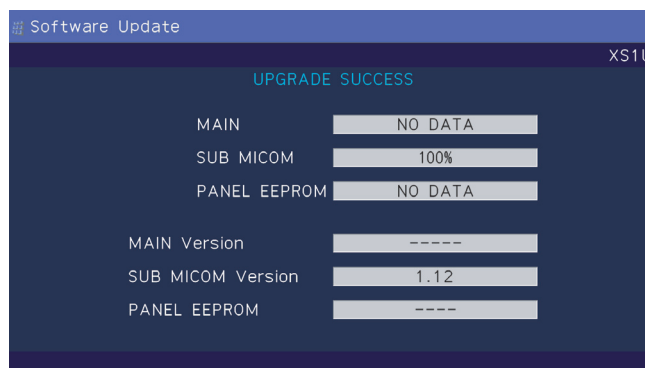 Software Update
XS1U
UPGRADE SUCCESS
MAIN NO DATA
SUB MICOM 100%
PANEL EEPROM NO DATA
MAIN Version -----
SUB MICOM Version 1.12
PANEL EEPROM ----